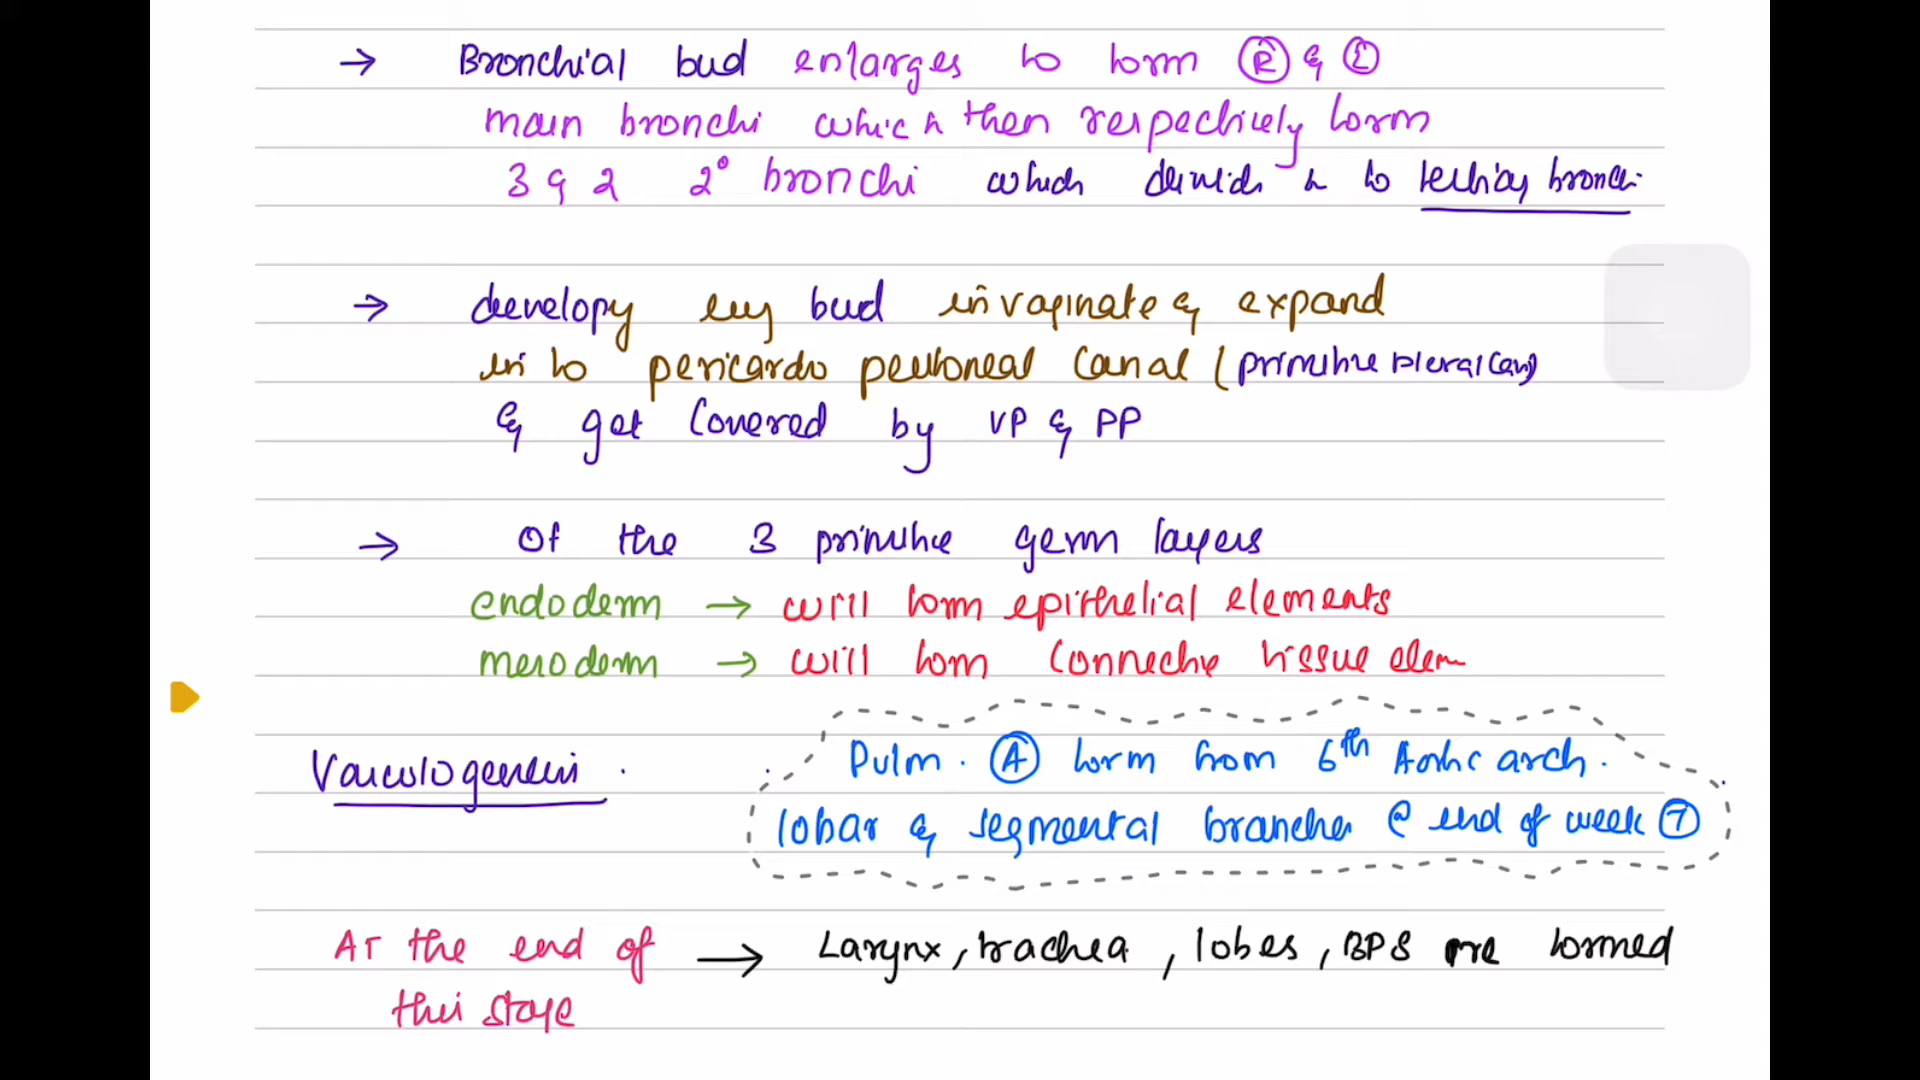 → Bronchial bud enlarges to form Ⓡ & Ⓛ
main bronchi which then respectively form
3 & 2 2° bronchi which devide to tertiary bronchi
→ developing lung bud invaginate & expand
in to pericardio peritoneal canal (primitive pleural cavity)
& get covered by VP & PP
→ Of the 3 primitive germ layers
endoderm → will form epithelial elements
mesoderm → will form connective tissue elem
Pulm. Ⓐ form from 6th Aortic arch.
Vasculogenesis.
lobar & segmental branches @ end of week ⑦
At the end of → Larynx, trachea, lobes, BPS are formed
this stage